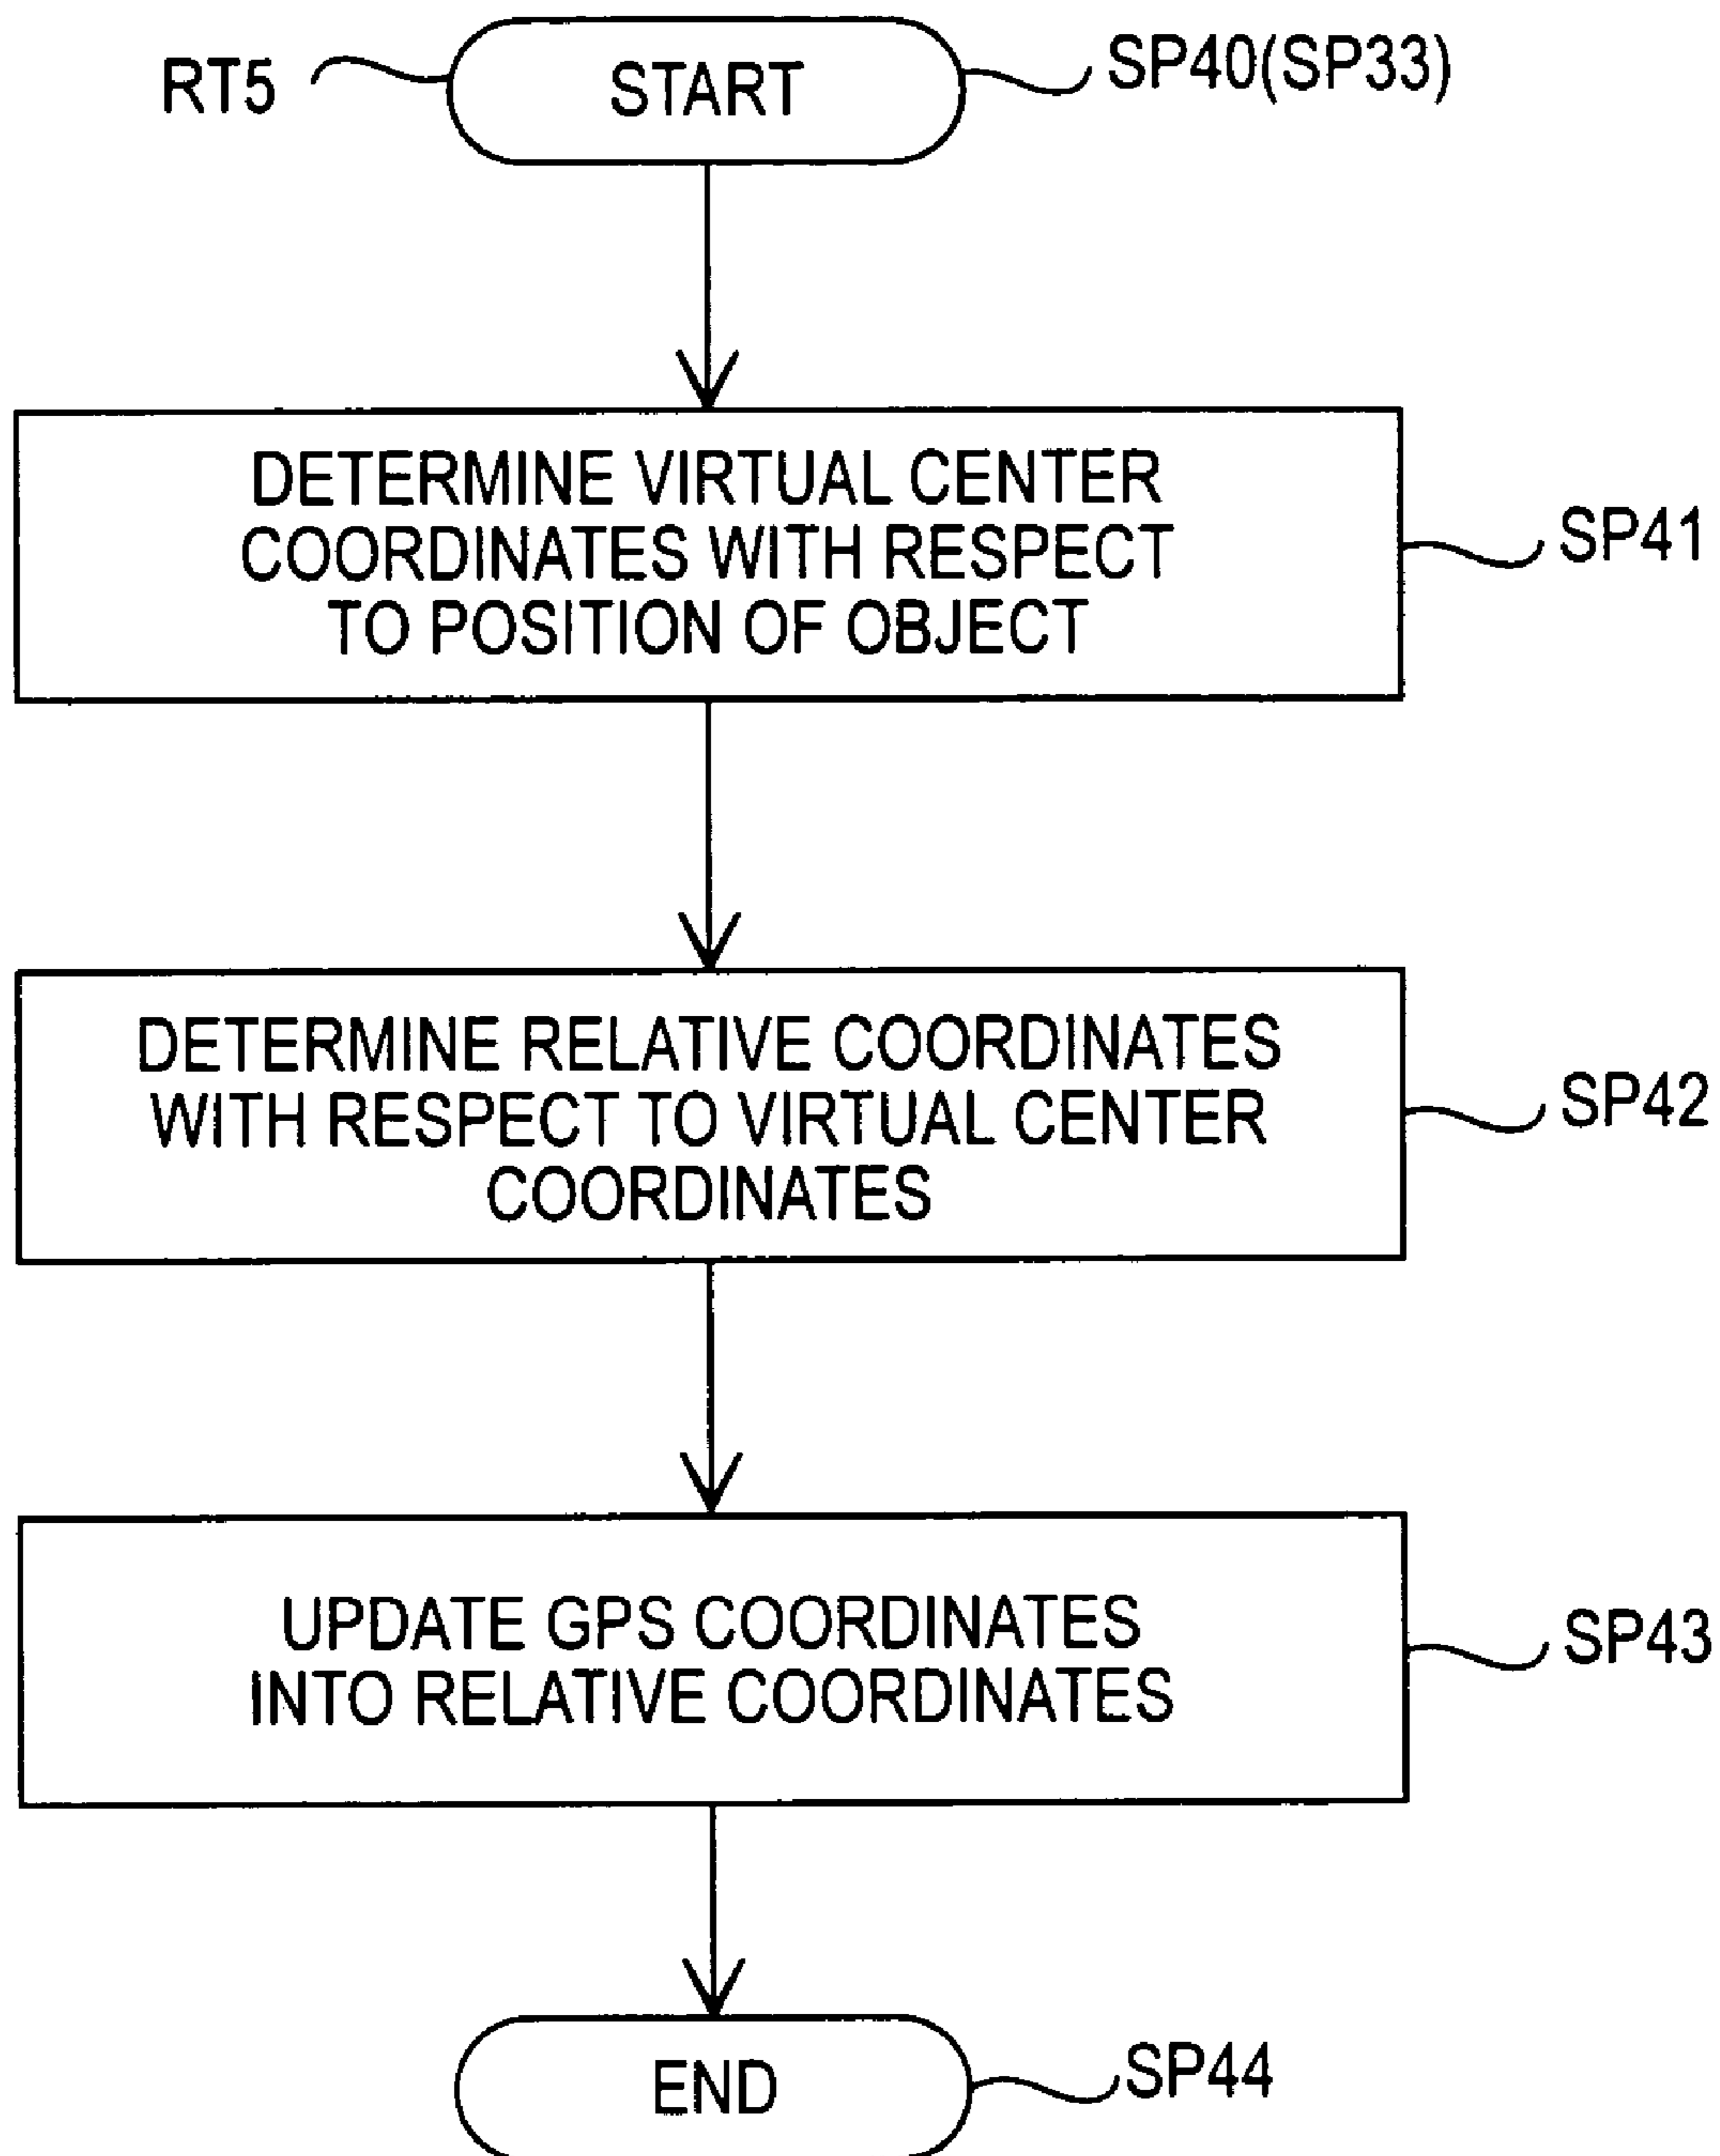 RT5
START
SP40(SP33)
DETERMINE VIRTUAL CENTER
COORDINATES WITH RESPECT
TO POSITION OF OBJECT
SP41
DETERMINE RELATIVE COORDINATES
WITH RESPECT TO VIRTUAL CENTER
COORDINATES
SP42
UPDATE GPS COORDINATES
INTO RELATIVE COORDINATES
SP43
END
SP44